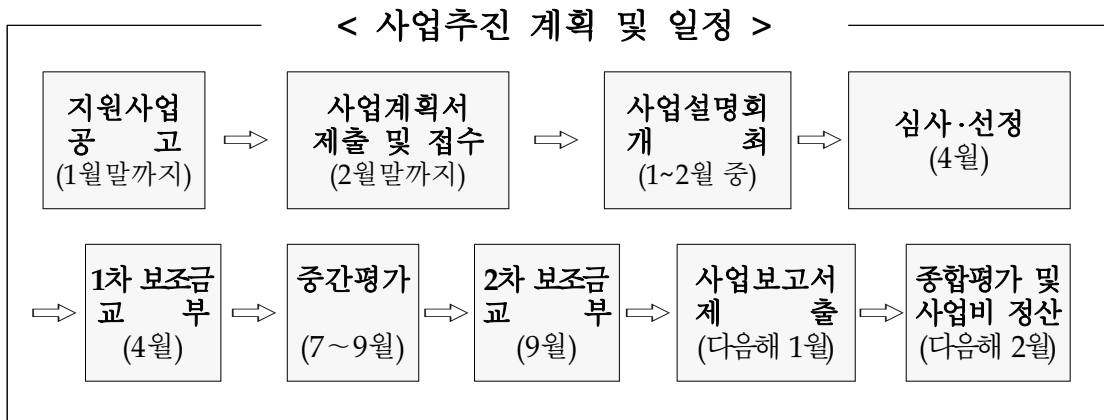 < 사업추진 계획 및 일정 >
지원사업
공 고
(1월말까지)
사업계획서
제출 및 접수
(2월말까지)
사업설명회
개 최
(1~2월 중)
심사·선정
(4월)
1차 보조금
교 부
(4월)
중간평가
(7～9월)
2차 보조금
교 부
(9월)
사업보고서
제 출
(다음해 1월)
종합평가 및
사업비 정산
(다음해 2월)